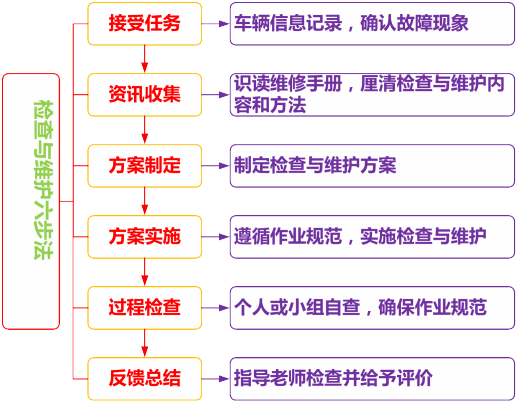 检查与维护六步法
接受任务
车辆信息记录，确认故障现象
资讯收集
识读维修手册，厘清检查与维护内
容和方法
方案制定
制定检查与维护方案
方案实施
遵循作业规范，实施检查与维护
过程检查
个人或小组自查，确保作业规范
反馈总结
指导老师检查并给予评价